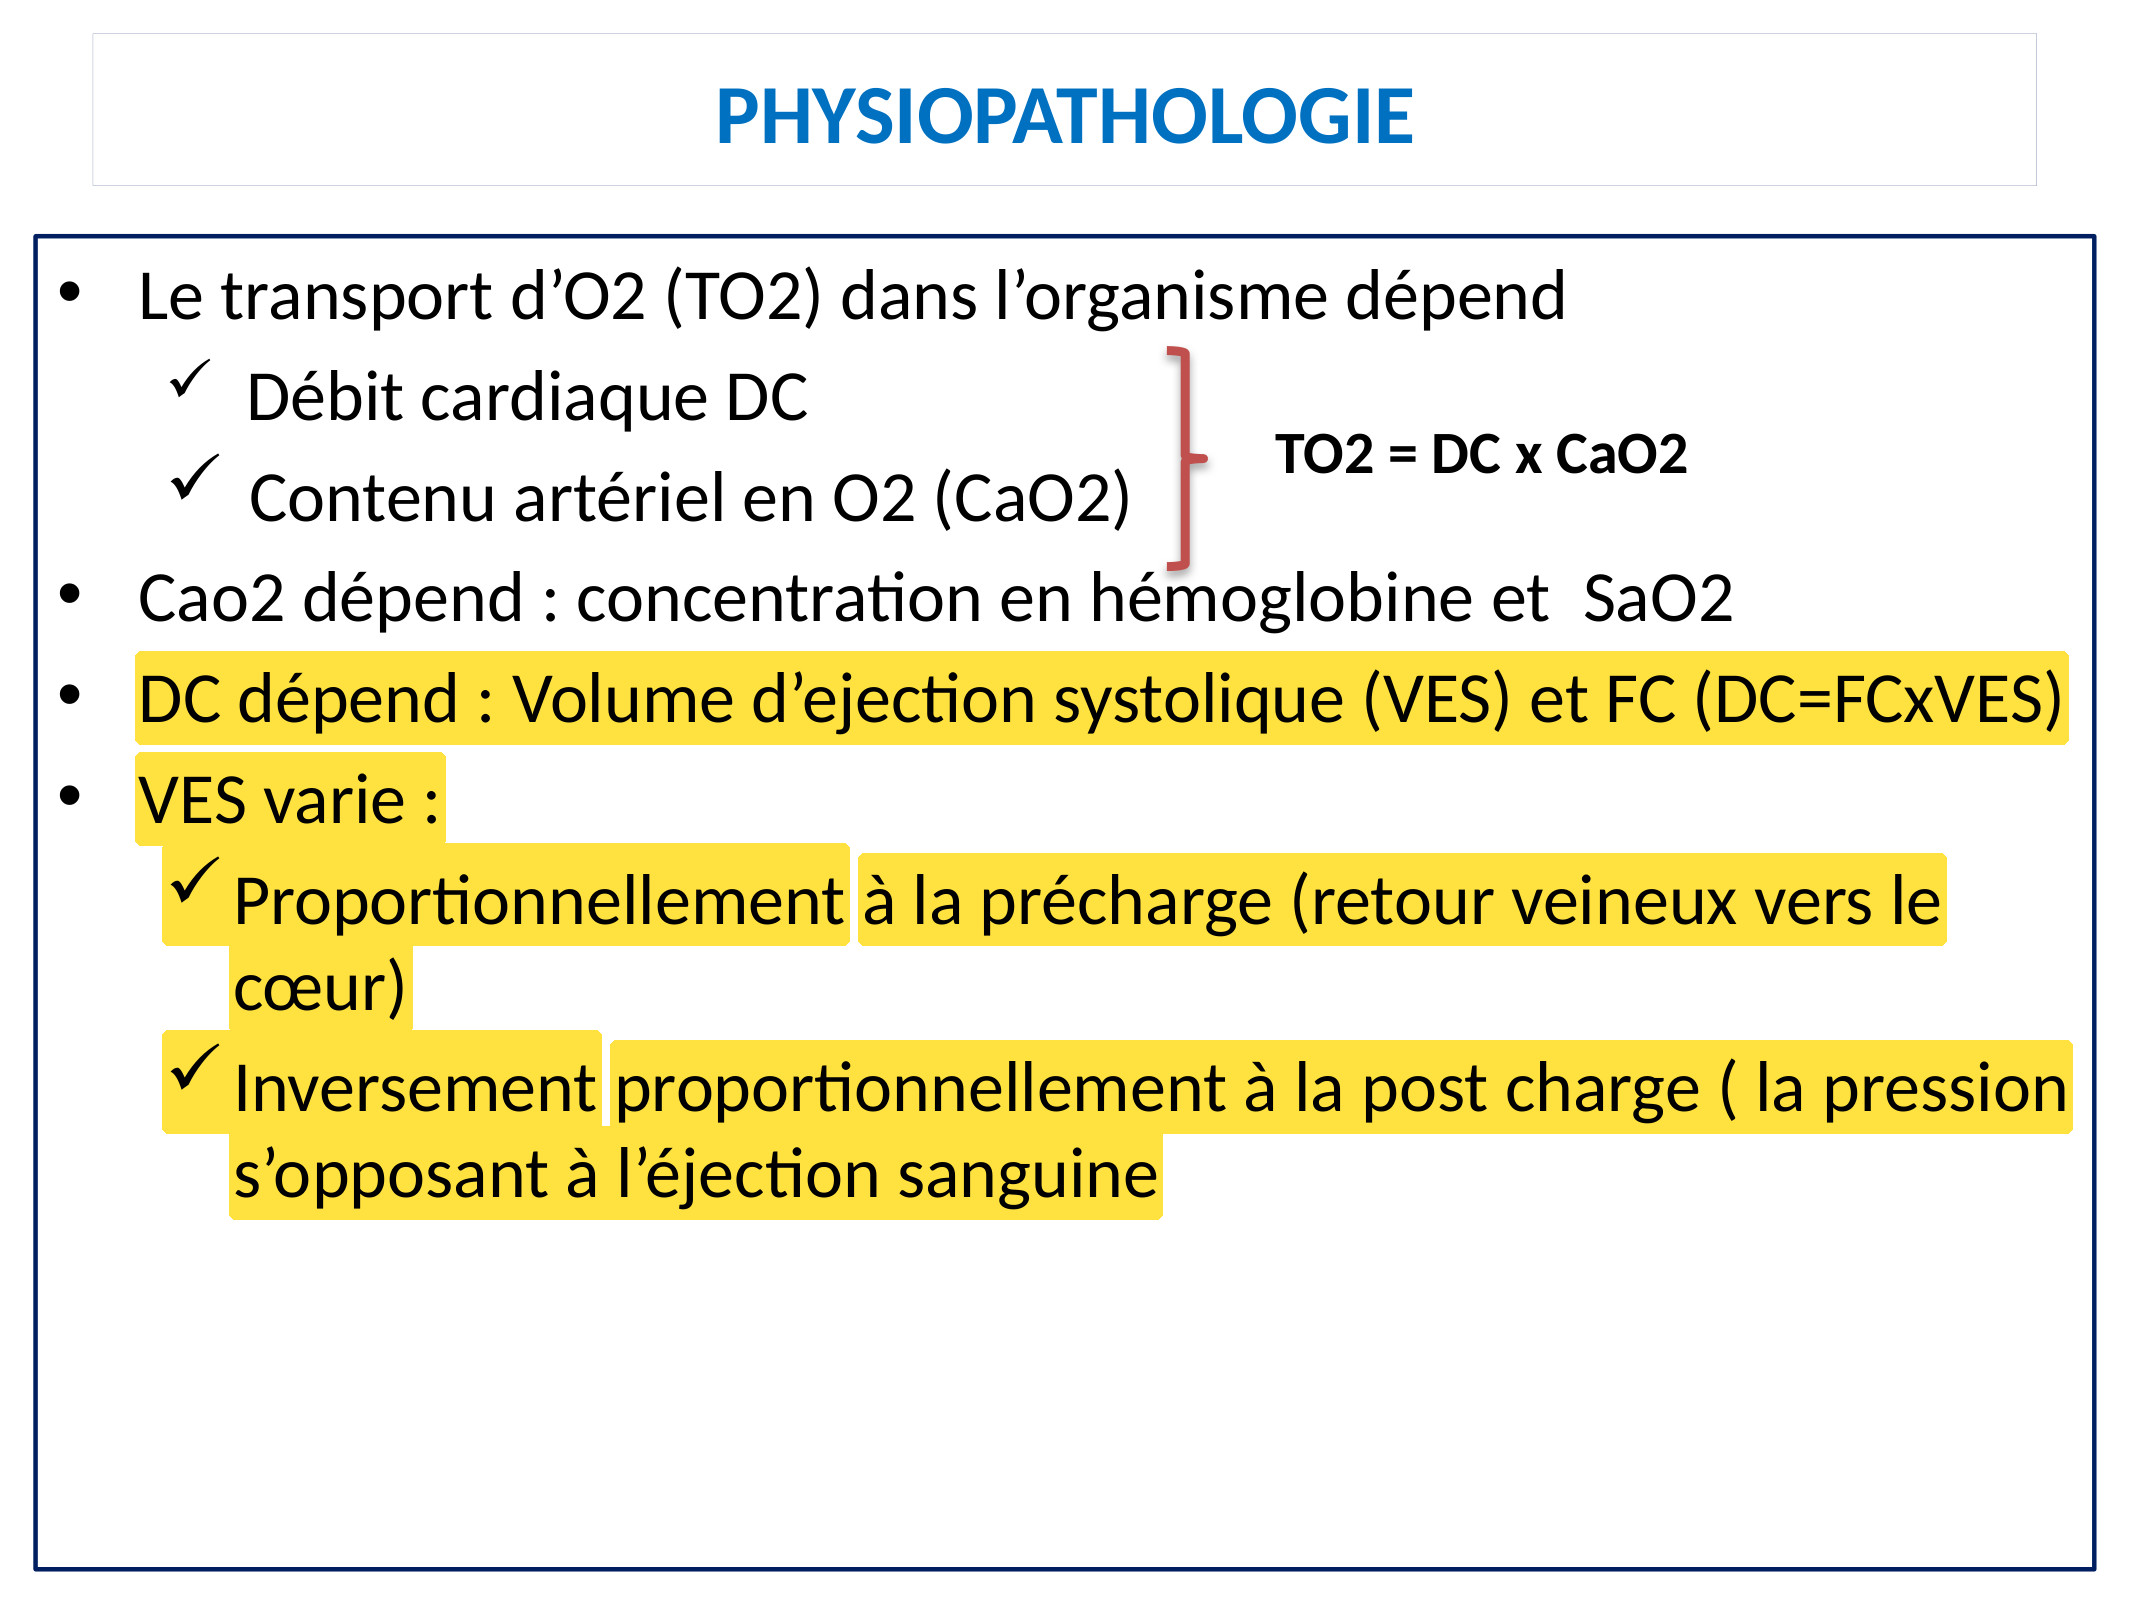 PHYSIOPATHOLOGIE
• Le transport d’O2 (TO2) dans l’organisme dépend
✓ Débit cardiaque DC
✓ Contenu artériel en O2 (CaO2)
TO2 = DC x CaO2
• Cao2 dépend : concentration en hémoglobine et  SaO2
• DC dépend : Volume d’ejection systolique (VES) et FC (DC=FCxVES)
• VES varie :
✓ Proportionnellement à la précharge (retour veineux vers le
cœur)
✓ Inversement proportionnellement à la post charge ( la pression
s’opposant à l’éjection sanguine